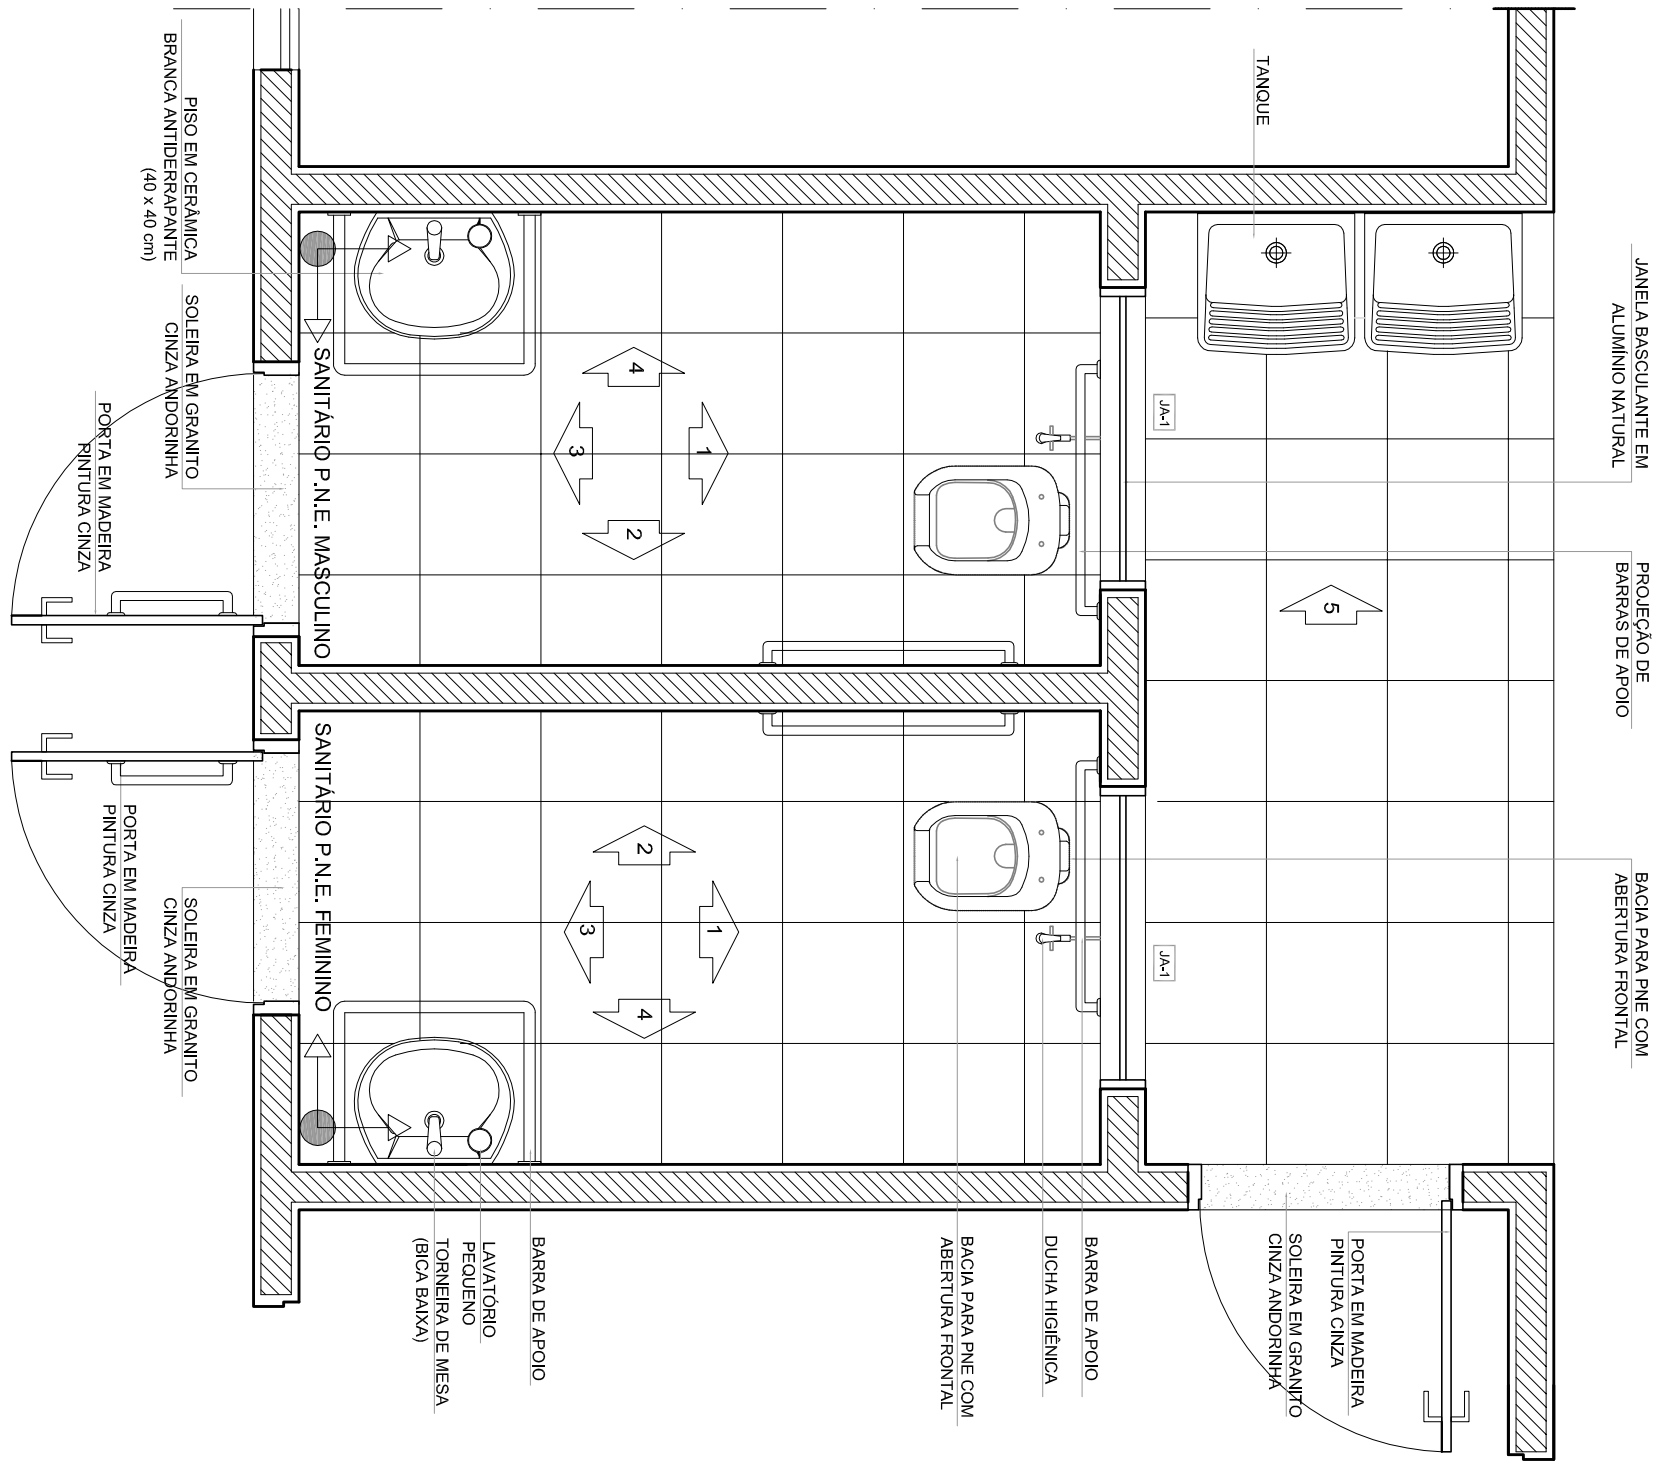 JANELA BASCULANTE EM
ALUMÍNIO NATURAL
PROJEÇÃO DE
BARRAS DE APOIO
BACIA PARA PNE COM
ABERTURA FRONTAL
TANQUE
JA-1
JA-1
5
PISO EM CERÂMICA
BRANCA ANTIDERRAPANTE
(40 x 40 cm)
SOLEIRA EM GRANITO
CINZA ANDORINHA
PORTA EM MADEIRA
PINTURA CINZA
SANITÁRIO P.N.E. MASCULINO
1
2
3
4
SANITÁRIO P.N.E. FEMININO
1
2
3
4
PORTA EM MADEIRA
PINTURA CINZA
SOLEIRA EM GRANITO
CINZA ANDORINHA
PORTA EM MADEIRA
PINTURA CINZA
SOLEIRA EM GRANITO
CINZA ANDORINHA
BARRA DE APOIO
DUCHA HIGIÊNICA
BACIA PARA PNE COM
ABERTURA FRONTAL
BARRA DE APOIO
LAVATÓRIO
PEQUENO
TORNEIRA DE MESA
(BICA BAIXA)